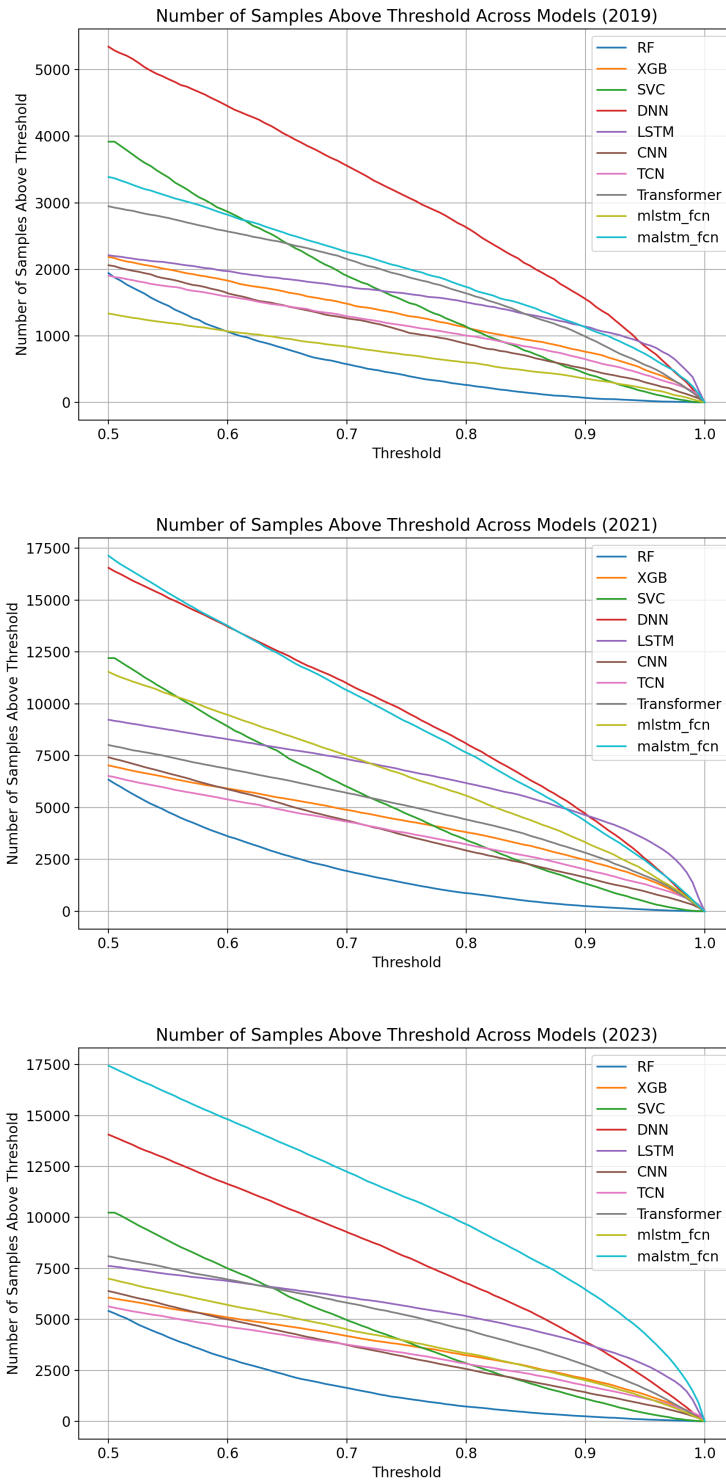 Number of Samples Above Threshold Across Models (2019)
Number of Samples Above Threshold
5000
4000
3000
2000
1000
0
0.5 0.6 0.7 0.8 0.9 1.0
Threshold
RF
XGB
SVC
DNN
LSTM
CNN
TCN
Transformer
mlstm_fcn
malstm_fcn
Number of Samples Above Threshold Across Models (2021)
Number of Samples Above Threshold
17500
15000
12500
10000
7500
5000
2500
0
0.5 0.6 0.7 0.8 0.9 1.0
Threshold
RF
XGB
SVC
DNN
LSTM
CNN
TCN
Transformer
mlstm_fcn
malstm_fcn
Number of Samples Above Threshold Across Models (2023)
Number of Samples Above Threshold
17500
15000
12500
10000
7500
5000
2500
0
0.5 0.6 0.7 0.8 0.9 1.0
Threshold
RF
XGB
SVC
DNN
LSTM
CNN
TCN
Transformer
mlstm_fcn
malstm_fcn